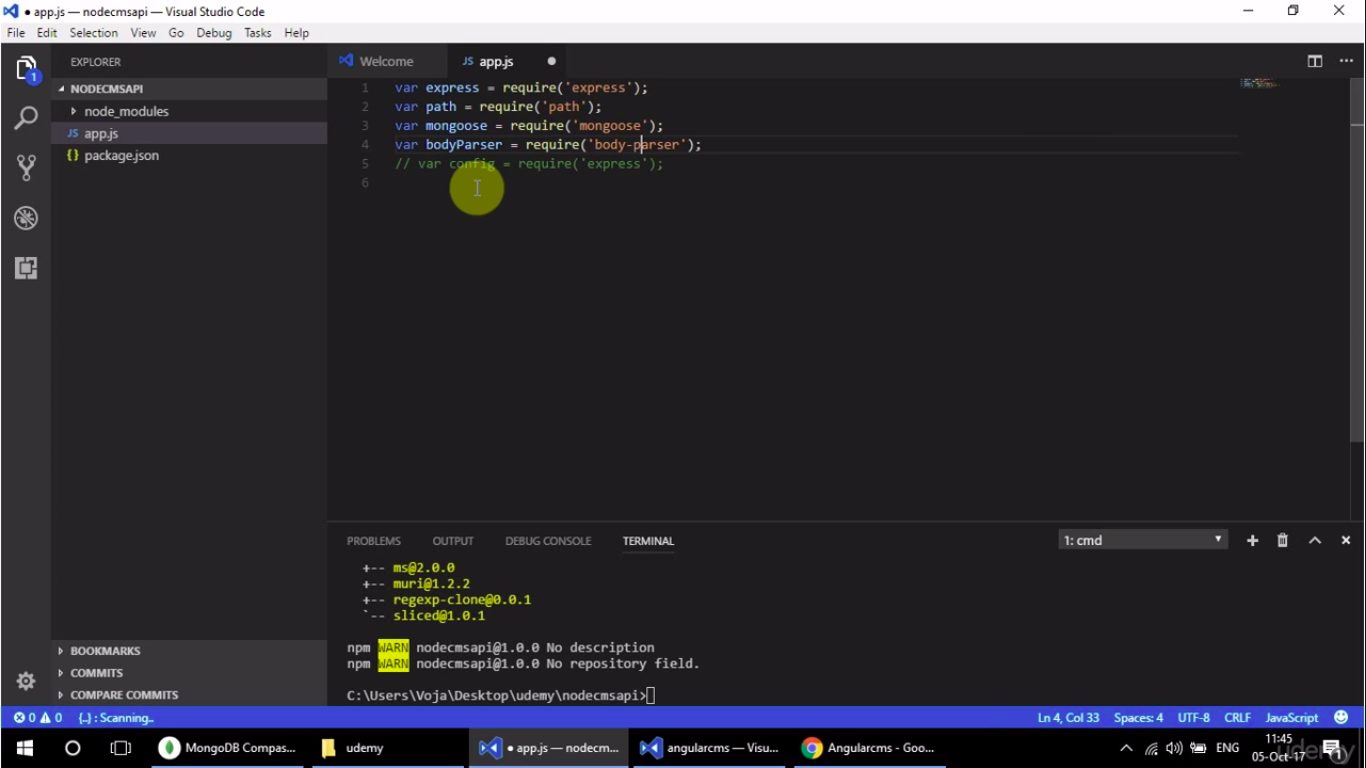 ● app.js — nodecmsapi — Visual Studio Code
File Edit Selection View Go Debug Tasks Help
1
EXPLORER
NODECMSAPI
node_modules
JS app.js
{} package.json
BOOKMARKS
COMMITS
COMPARE COMMITS
Welcome JS app.js ●
1 var express = require('express');
2 var path = require('path');
3 var mongoose = require('mongoose');
4 var bodyParser = require('body-parser');
5 // var config = require('express');
6
PROBLEMS OUTPUT DEBUG CONSOLE TERMINAL 1: cmd
+-- ms@2.0.0
+-- muri@1.2.2
+-- regexp-clone@0.0.1
`-- sliced@1.0.1
npm WARN nodecmsapi@1.0.0 No description
npm WARN nodecmsapi@1.0.0 No repository field.
C:\Users\Voja\Desktop\udemy\nodecmsapi>
0 0 {..} : Scanning.. Ln 4, Col 33 Spaces: 4 UTF-8 CRLF JavaScript
MongoDB Compas... udemy ● app.js — nodecm... angularcms — Visu... Angularcms - Goo... ENG 11:45
05-Oct-17 1
udemy